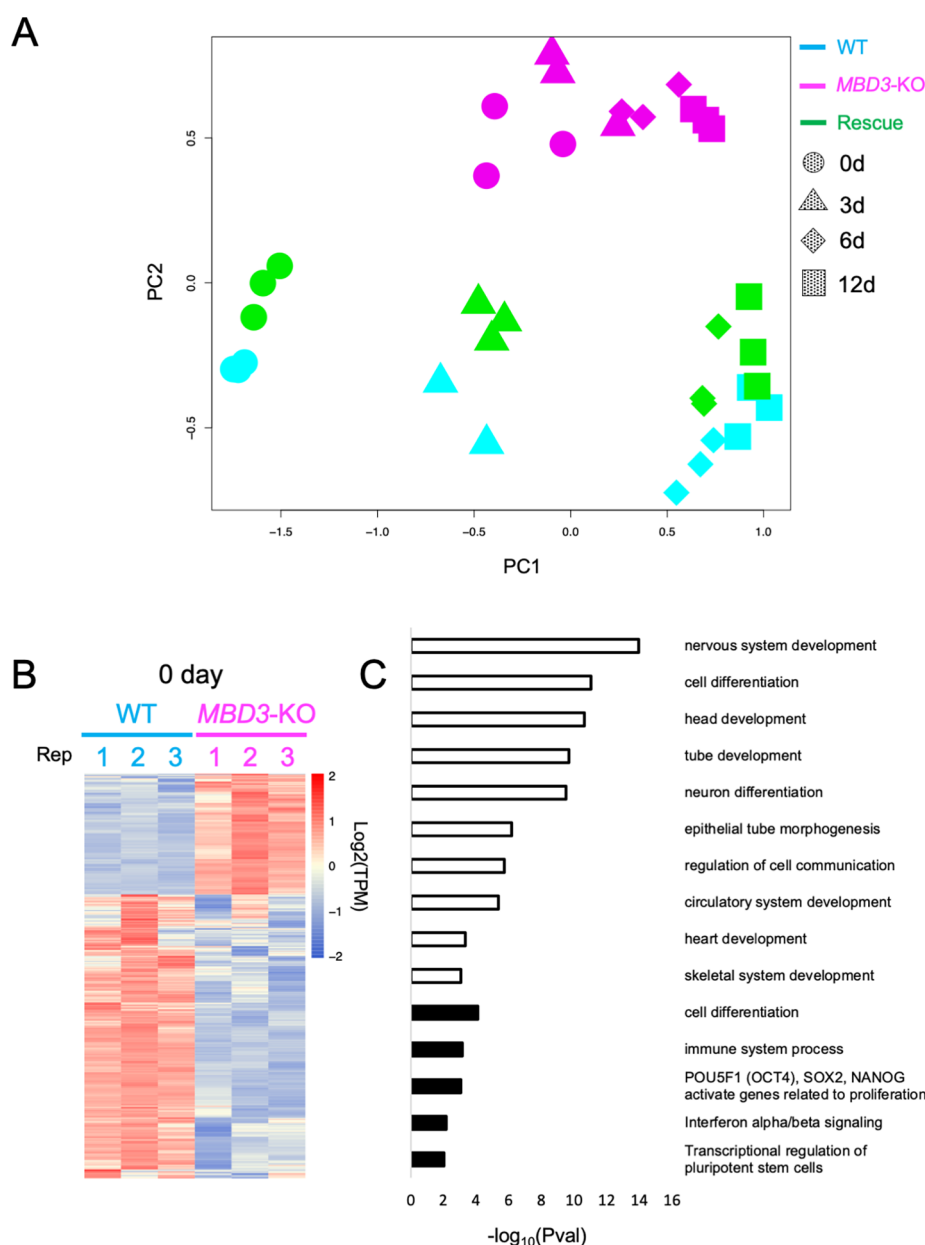 A
WT
MBD3-KO
Rescue
0d
3d
6d
12d
0.5
0.0
−0.5
PC2
−1.5
−1.0
−0.5
0.0
0.5
1.0
PC1
B
0 day
WT
MBD3-KO
Rep
1
2
3
1
2
3
2
1
0
−1
−2
Log2(TPM)
C
nervous system development
cell differentiation
head development
tube development
neuron differentiation
epithelial tube morphogenesis
regulation of cell communication
circulatory system development
heart development
skeletal system development
cell differentiation
immune system process
POU5F1 (OCT4), SOX2, NANOG
activate genes related to proliferation
Interferon alpha/beta signaling
Transcriptional regulation of
pluripotent stem cells
0 2 4 6 8 10 12 14 16
-log10(Pval)